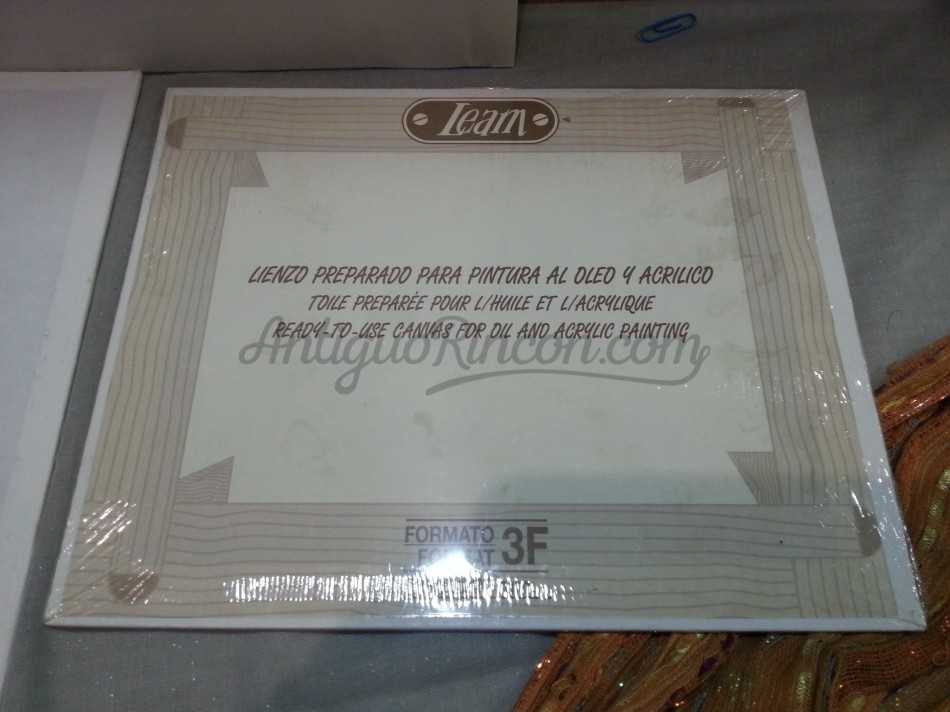 Leam
LIENZO PREPARADO PARA PINTURA AL OLEO Y ACRILICO
TOILE PREPARÉE POUR L/HUILE ET L/ACRYLIQUE
READY-TO-USE CANVAS FOR OIL AND ACRYLIC PAINTING
AntiguoRincon.com
FORMATO
FORMAT
3F